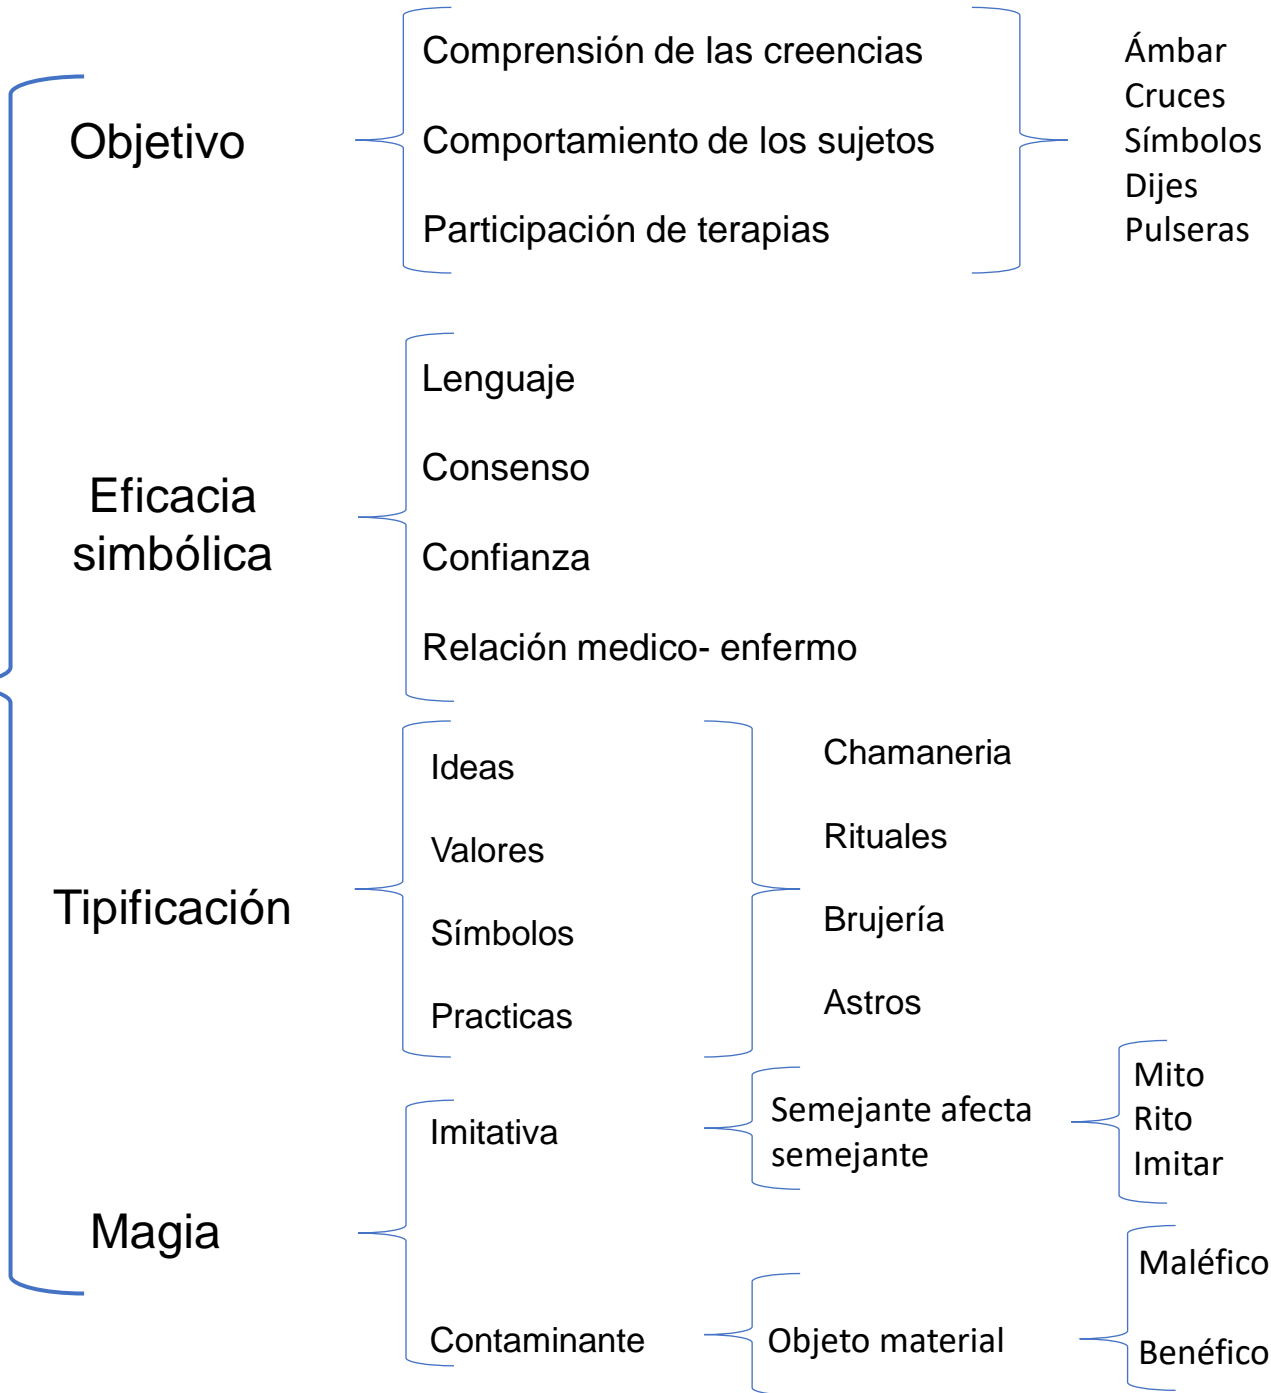 Objetivo
Comprensión de las creencias
Comportamiento de los sujetos
Participación de terapias
Ámbar
Cruces
Símbolos
Dijes
Pulseras
Eficacia
simbólica
Lenguaje
Consenso
Confianza
Relación medico- enfermo
Tipificación
Ideas
Valores
Símbolos
Practicas
Chamaneria
Rituales
Brujería
Astros
Magia
Imitativa
Semejante afecta
semejante
Mito
Rito
Imitar
Contaminante
Objeto material
Maléfico
Benéfico